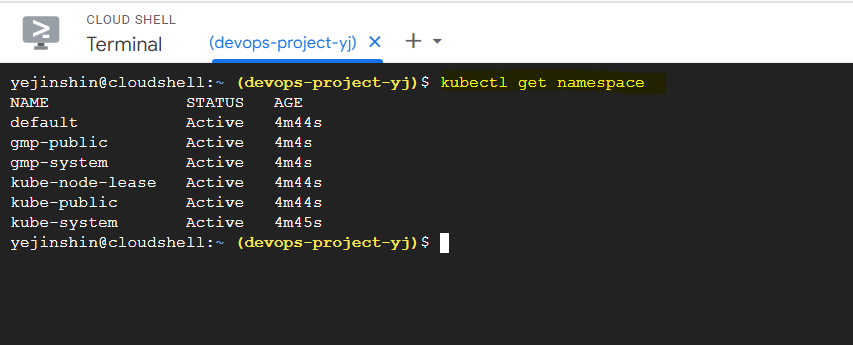 CLOUD SHELL
Terminal
(devops-project-yj) × + ▾
yejinshin@cloudshell:~ (devops-project-yj)$ kubectl get namespace
NAME              STATUS   AGE
default           Active   4m44s
gmp-public        Active   4m4s
gmp-system        Active   4m4s
kube-node-lease   Active   4m44s
kube-public       Active   4m44s
kube-system       Active   4m45s
yejinshin@cloudshell:~ (devops-project-yj)$